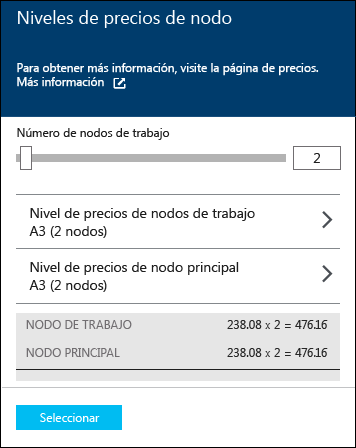 Niveles de precios de nodo
Para obtener más información, visite la página de precios.
Más información
Número de nodos de trabajo
2
Nivel de precios de nodos de trabajo
A3 (2 nodos)
Nivel de precios de nodo principal
A3 (2 nodos)
NODO DE TRABAJO 238.08 x 2 = 476.16
NODO PRINCIPAL 238.08 x 2 = 476.16
Seleccionar